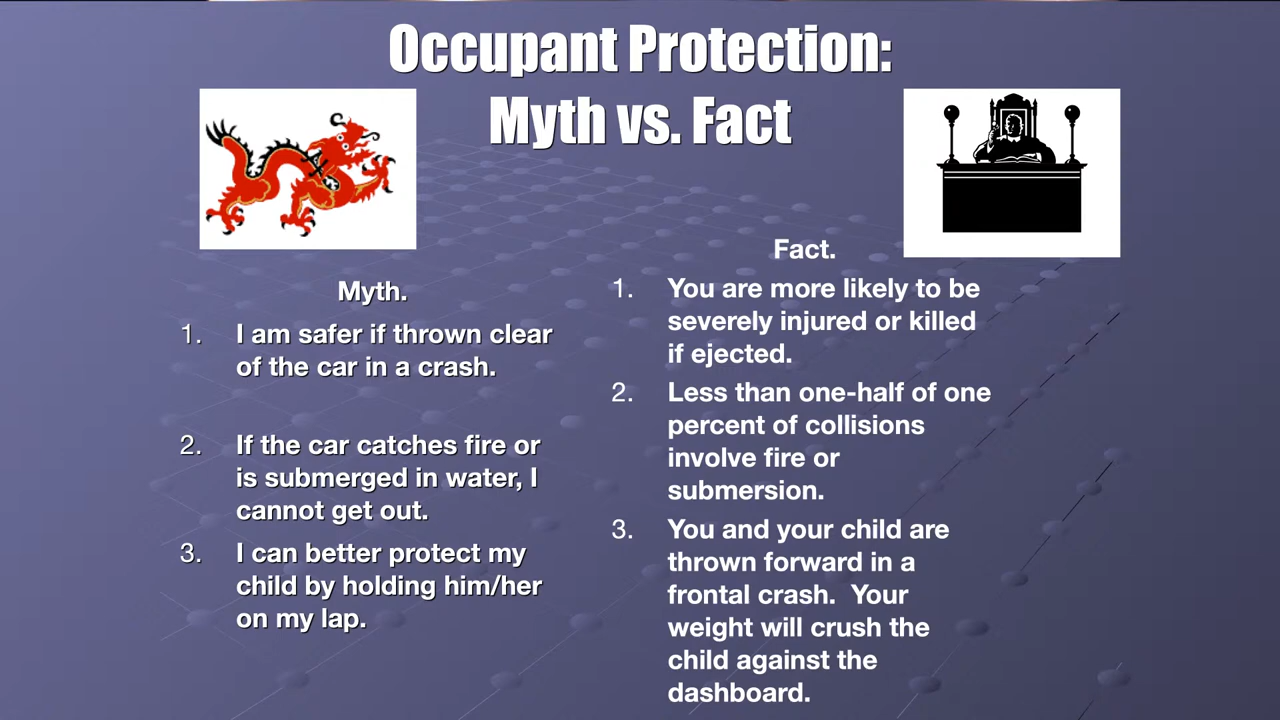 Occupant Protection:
Myth vs. Fact
Myth.
1. I am safer if thrown clear
of the car in a crash.
2. If the car catches fire or
is submerged in water, I
cannot get out.
3. I can better protect my
child by holding him/her
on my lap.
Fact.
1. You are more likely to be
severely injured or killed
if ejected.
2. Less than one-half of one
percent of collisions
involve fire or
submersion.
3. You and your child are
thrown forward in a
frontal crash.  Your
weight will crush the
child against the
dashboard.